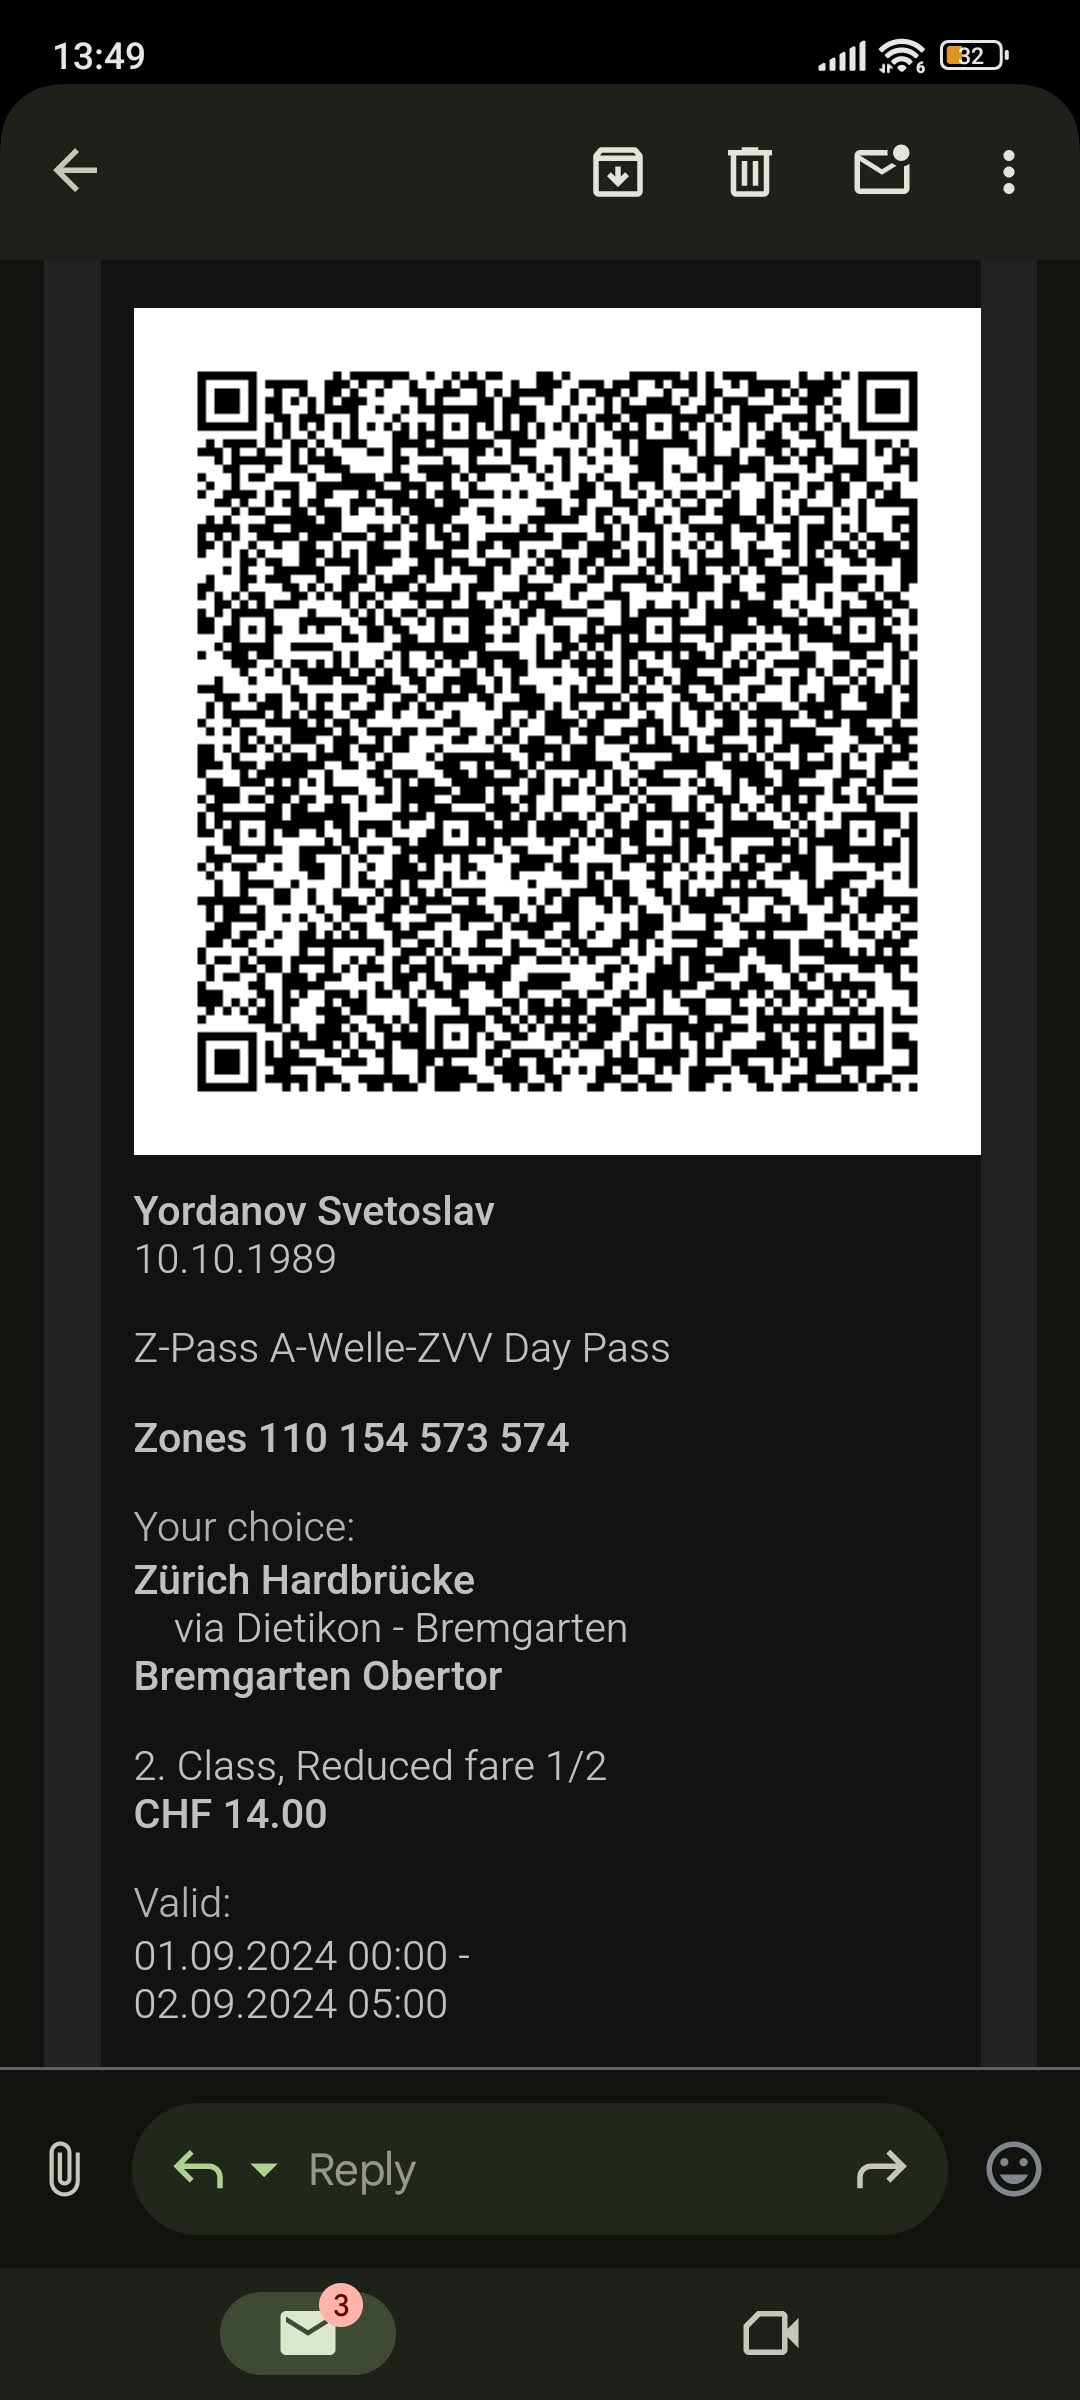 13:49
6
32
Yordanov Svetoslav
10.10.1989
Z-Pass A-Welle-ZVV Day Pass
Zones 110 154 573 574
Your choice:
Zürich Hardbrücke
via Dietikon - Bremgarten
Bremgarten Obertor
2. Class, Reduced fare 1/2
CHF 14.00
Valid:
01.09.2024 00:00 -
02.09.2024 05:00
Reply
3